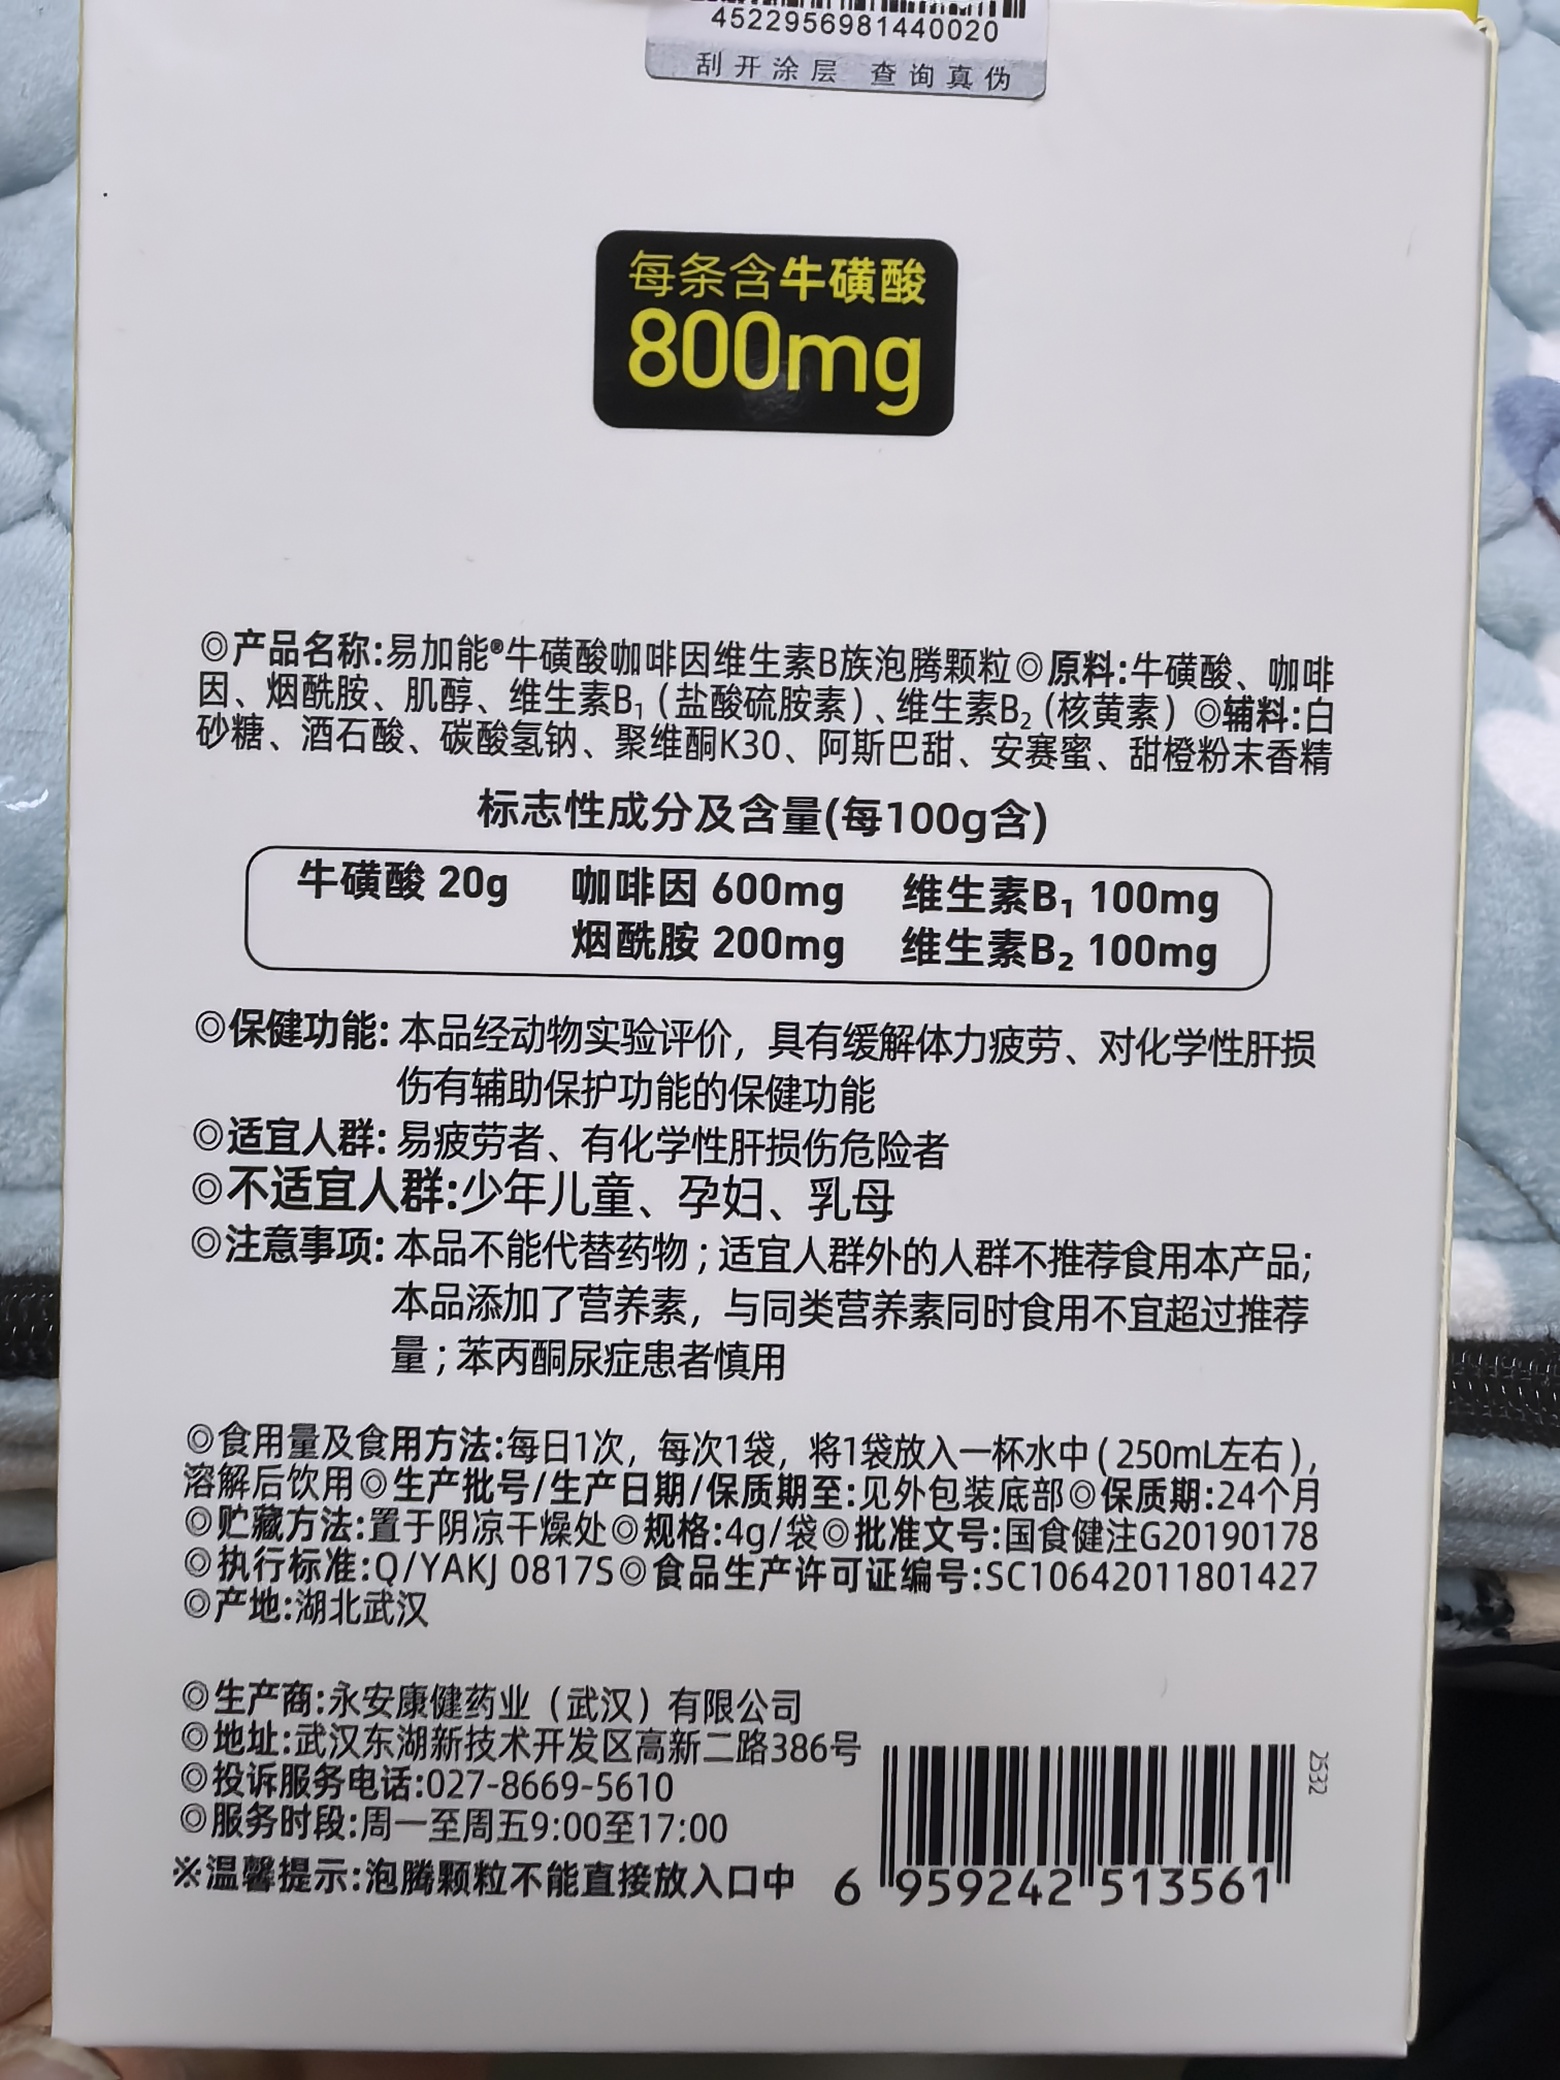 4522956981440020
刮开涂层 查询真伪
每条含牛磺酸
800mg
◎产品名称:易加能®牛磺酸咖啡因维生素B族泡腾颗粒◎原料:牛磺酸、咖啡
因、烟酰胺、肌醇、维生素B₁(盐酸硫胺素)、维生素B₂(核黄素)◎辅料:白
砂糖、酒石酸、碳酸氢钠、聚维酮K30、阿斯巴甜、安赛蜜、甜橙粉末香精
标志性成分及含量(每100g含)
牛磺酸 20g 咖啡因 600mg 维生素B₁ 100mg
烟酰胺 200mg 维生素B₂ 100mg
◎保健功能: 本品经动物实验评价，具有缓解体力疲劳、对化学性肝损
伤有辅助保护功能的保健功能
◎适宜人群: 易疲劳者、有化学性肝损伤危险者
◎不适宜人群:少年儿童、孕妇、乳母
◎注意事项: 本品不能代替药物；适宜人群外的人群不推荐食用本产品；
本品添加了营养素，与同类营养素同时食用不宜超过推荐
量；苯丙酮尿症患者慎用
◎食用量及食用方法:每日1次，每次1袋，将1袋放入一杯水中(250mL左右)，
溶解后饮用◎生产批号/生产日期/保质期至:见外包装底部◎保质期:24个月
◎贮藏方法:置于阴凉干燥处◎规格:4g/袋◎批准文号:国食健注G20190178
◎执行标准:Q/YAKJ 0817S◎食品生产许可证编号:SC10642011801427
◎产地:湖北武汉
◎生产商:永安康健药业（武汉）有限公司
◎地址:武汉东湖新技术开发区高新二路386号
◎投诉服务电话:027-8669-5610
◎服务时段:周一至周五9:00至17:00
※温馨提示:泡腾颗粒不能直接放入口中
6 959242 513561
2532